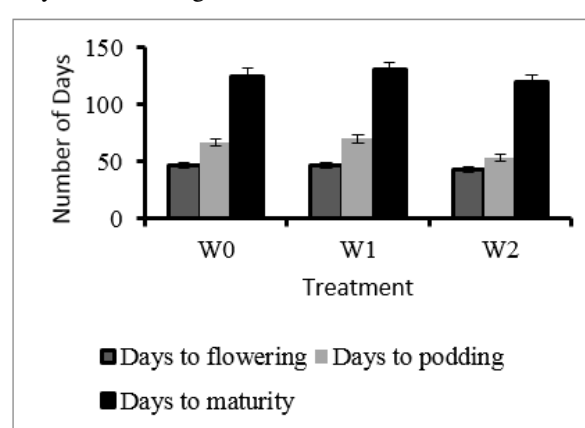 150
100
50
0
Number of Days
W0 W1 W2
Treatment
Days to flowering Days to podding
Days to maturity